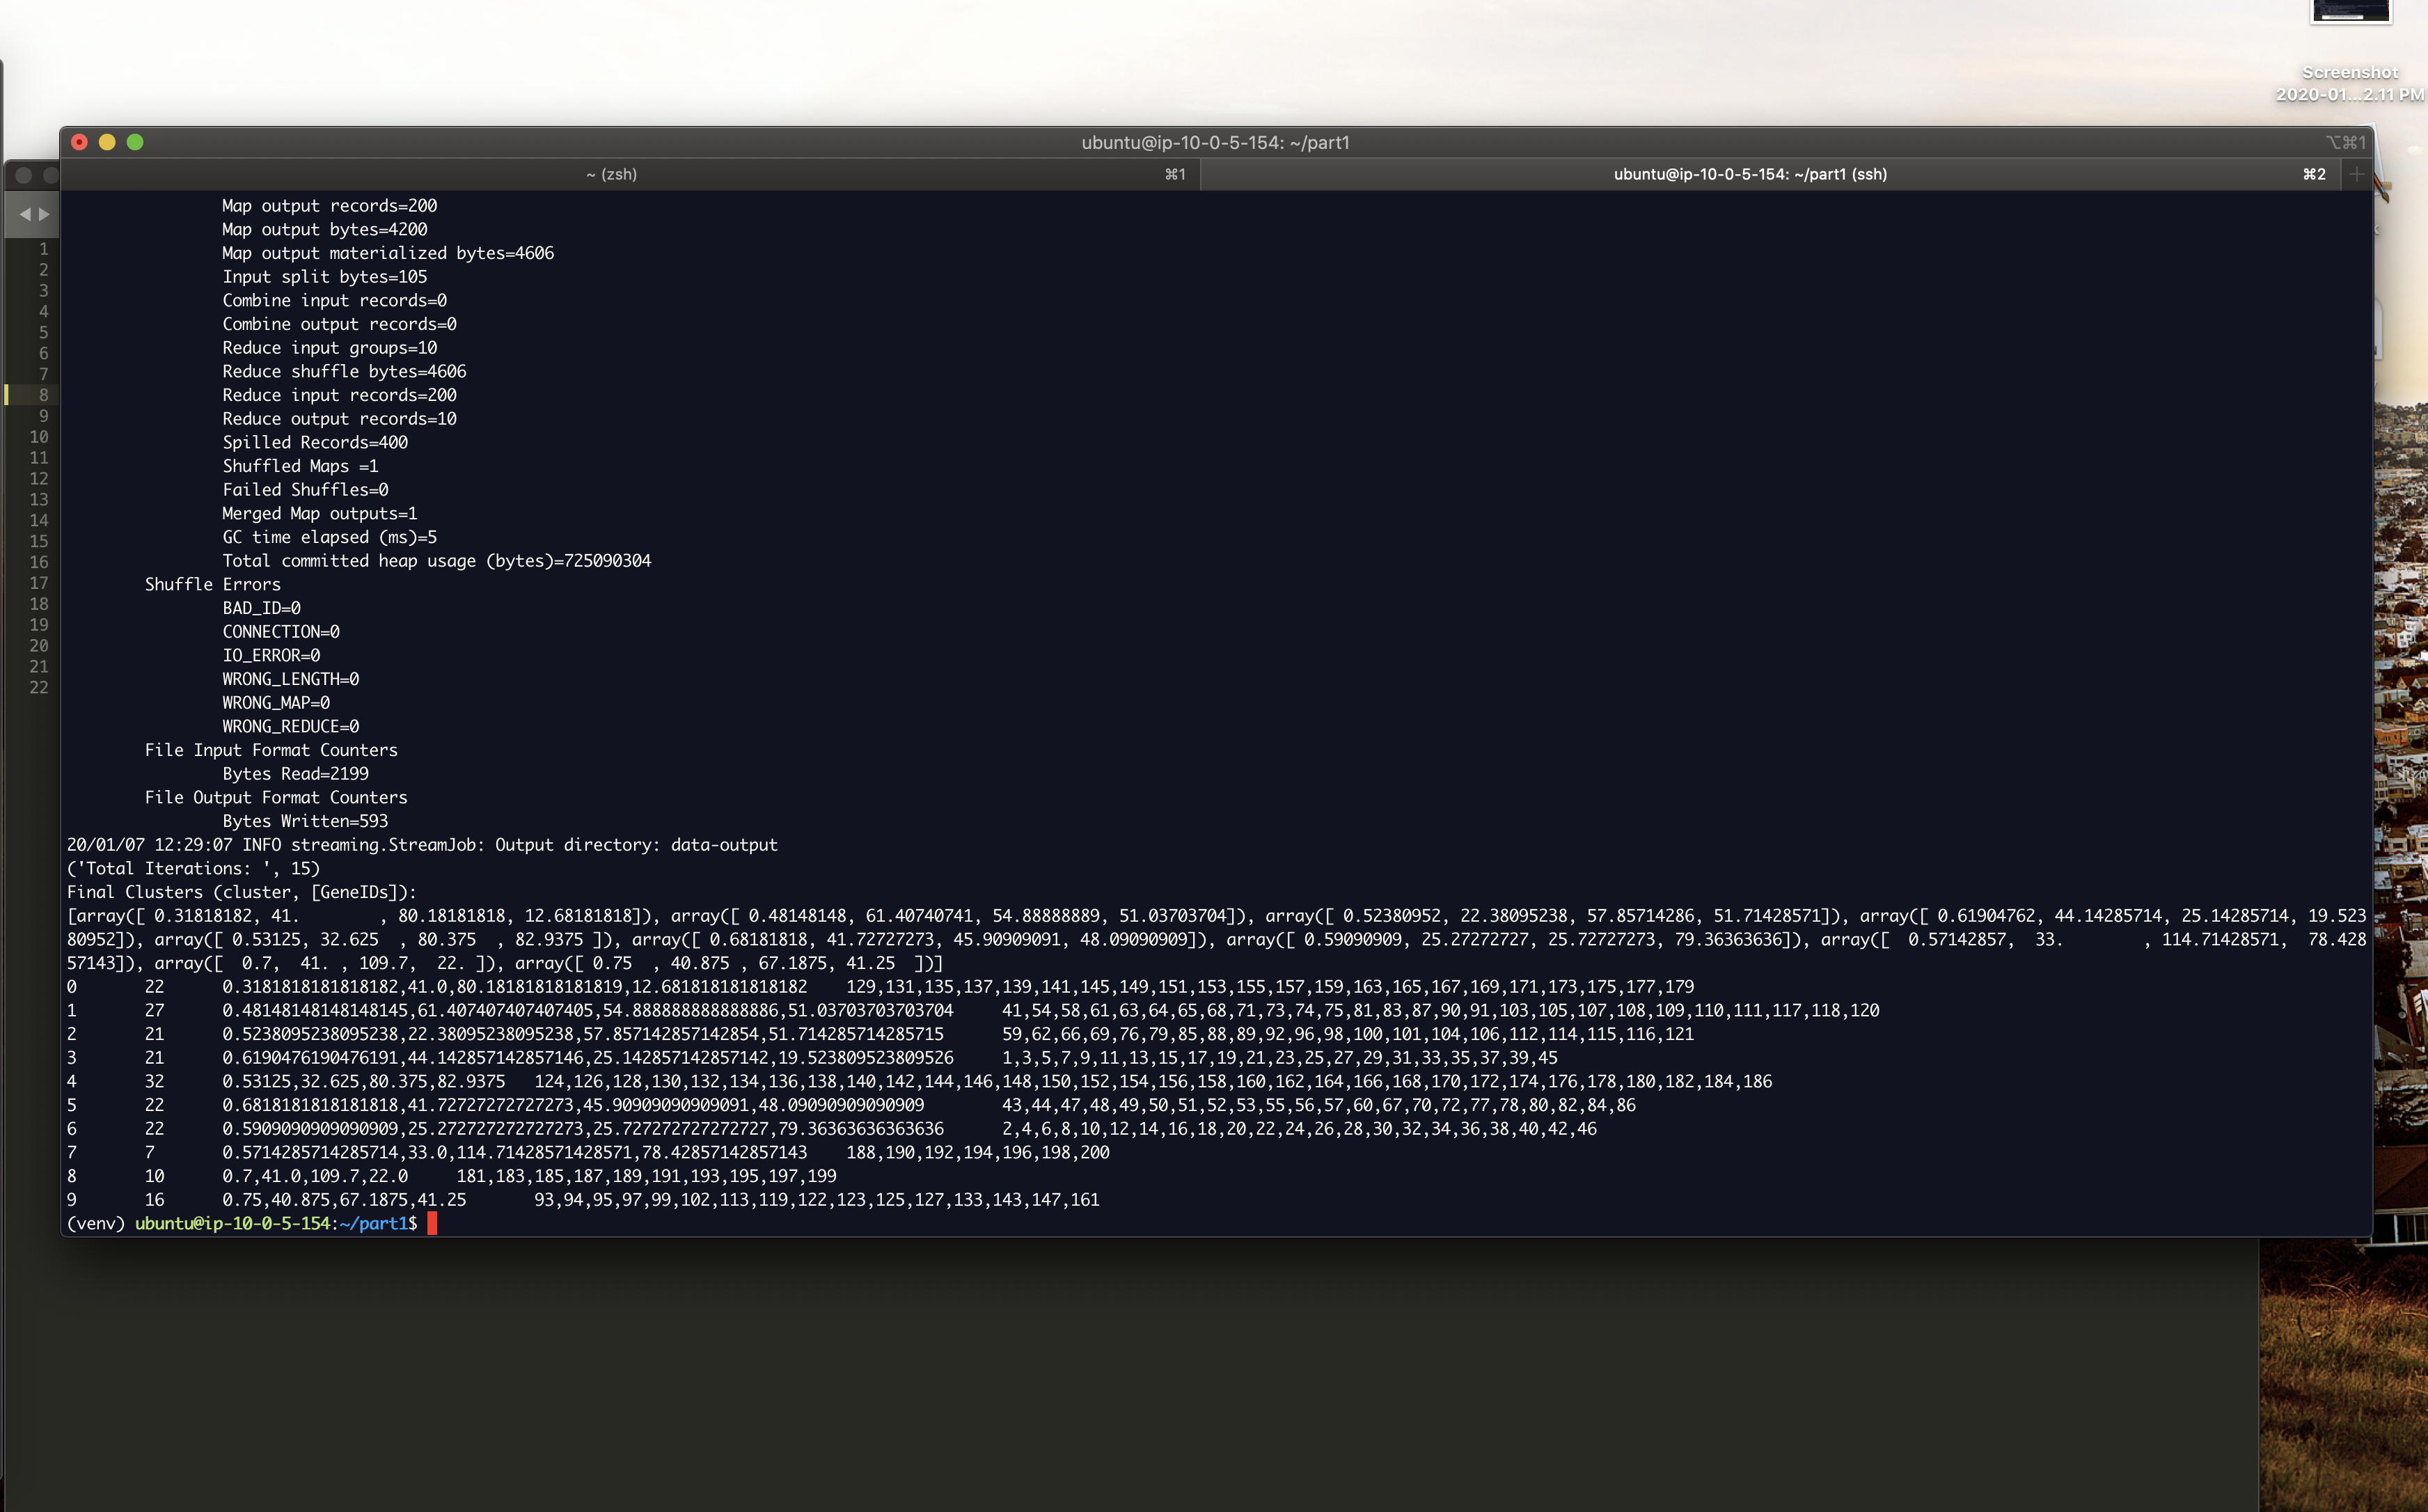 Screenshot
2020-01...2.11 PM
ubuntu@ip-10-0-5-154: ~/part1
⌥⌘1
~ (zsh)
⌘1
ubuntu@ip-10-0-5-154: ~/part1 (ssh)
⌘2
Map output records=200
Map output bytes=4200
Map output materialized bytes=4606
Input split bytes=105
Combine input records=0
Combine output records=0
Reduce input groups=10
Reduce shuffle bytes=4606
Reduce input records=200
Reduce output records=10
Spilled Records=400
Shuffled Maps =1
Failed Shuffles=0
Merged Map outputs=1
GC time elapsed (ms)=5
Total committed heap usage (bytes)=725090304
Shuffle Errors
BAD_ID=0
CONNECTION=0
IO_ERROR=0
WRONG_LENGTH=0
WRONG_MAP=0
WRONG_REDUCE=0
File Input Format Counters
Bytes Read=2199
File Output Format Counters
Bytes Written=593
20/01/07 12:29:07 INFO streaming.StreamJob: Output directory: data-output
('Total Iterations: ', 15)
Final Clusters (cluster, [GeneIDs]):
[array([ 0.31818182, 41.        , 80.18181818, 12.68181818]), array([ 0.48148148, 61.40740741, 54.88888889, 51.03703704]), array([ 0.52380952, 22.38095238, 57.85714286, 51.71428571]), array([ 0.61904762, 44.14285714, 25.14285714, 19.523
80952]), array([ 0.53125, 32.625  , 80.375  , 82.9375 ]), array([ 0.68181818, 41.72727273, 45.90909091, 48.09090909]), array([ 0.59090909, 25.27272727, 25.72727273, 79.36363636]), array([  0.57142857,  33.        , 114.71428571,  78.428
57143]), array([  0.7,  41. , 109.7,  22. ]), array([ 0.75  , 40.875 , 67.1875, 41.25  ])]
0 22 0.3181818181818182,41.0,80.18181818181819,12.681818181818182 129,131,135,137,139,141,145,149,151,153,155,157,159,163,165,167,169,171,173,175,177,179
1 27 0.48148148148148145,61.407407407407405,54.888888888888886,51.03703703703704 41,54,58,61,63,64,65,68,71,73,74,75,81,83,87,90,91,103,105,107,108,109,110,111,117,118,120
2 21 0.5238095238095238,22.38095238095238,57.857142857142854,51.714285714285715 59,62,66,69,76,79,85,88,89,92,96,98,100,101,104,106,112,114,115,116,121
3 21 0.6190476190476191,44.142857142857146,25.142857142857142,19.523809523809526 1,3,5,7,9,11,13,15,17,19,21,23,25,27,29,31,33,35,37,39,45
4 32 0.53125,32.625,80.375,82.9375 124,126,128,130,132,134,136,138,140,142,144,146,148,150,152,154,156,158,160,162,164,166,168,170,172,174,176,178,180,182,184,186
5 22 0.6818181818181818,41.72727272727273,45.90909090909091,48.09090909090909 43,44,47,48,49,50,51,52,53,55,56,57,60,67,70,72,77,78,80,82,84,86
6 22 0.5909090909090909,25.272727272727273,25.727272727272727,79.36363636363636 2,4,6,8,10,12,14,16,18,20,22,24,26,28,30,32,34,36,38,40,42,46
7 7 0.5714285714285714,33.0,114.71428571428571,78.42857142857143 188,190,192,194,196,198,200
8 10 0.7,41.0,109.7,22.0 181,183,185,187,189,191,193,195,197,199
9 16 0.75,40.875,67.1875,41.25 93,94,95,97,99,102,113,119,122,123,125,127,133,143,147,161
(venv) ubuntu@ip-10-0-5-154:~/part1$
1
2
3
4
5
6
7
8
9
10
11
12
13
14
15
16
17
18
19
20
21
22